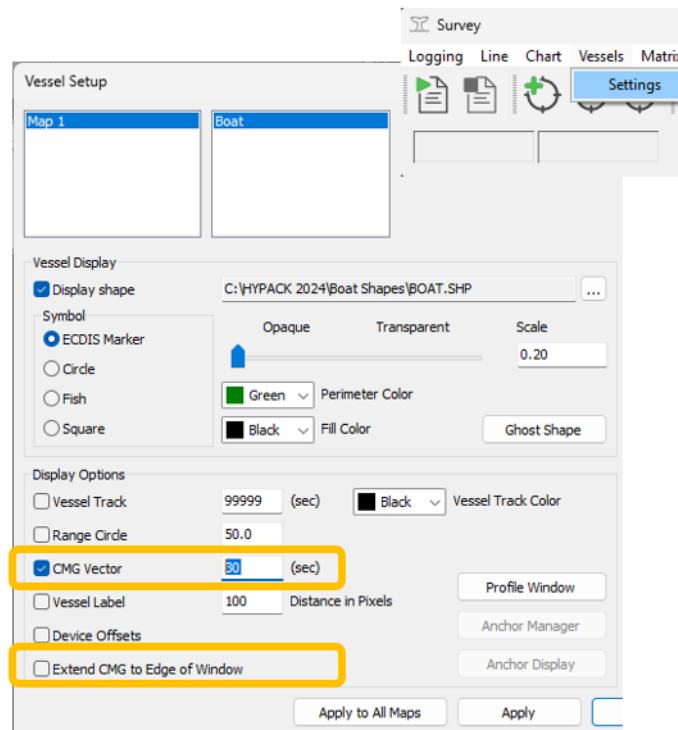 Survey
Logging Line Chart Vessels Matrix
Settings
Vessel Setup
Map 1
Boat
Vessel Display
Display shape C:\HYPACK 2024\Boat Shapes\BOAT.SHP ...
Symbol
ECDIS Marker
Circle
Fish
Square
Opaque Transparent Scale
0.20
Green Perimeter Color
Black Fill Color Ghost Shape
Display Options
Vessel Track 99999 (sec) Black Vessel Track Color
Range Circle 50.0
CMG Vector 30 (sec)
Profile Window
Vessel Label 100 Distance in Pixels
Anchor Manager
Device Offsets
Extend CMG to Edge of Window Anchor Display
Apply to All Maps Apply